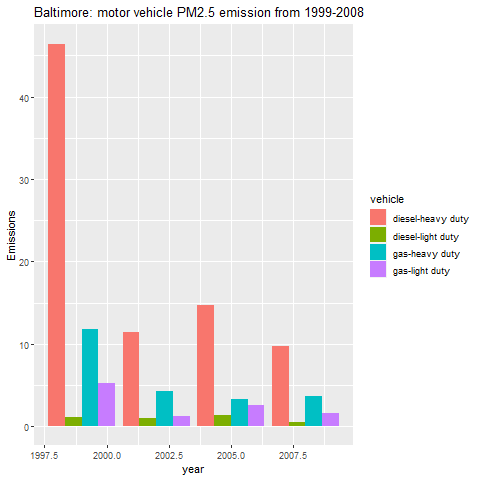 Baltimore: motor vehicle PM2.5 emission from 1999-2008
Emissions
40
30
20
10
0
1997.5
2000.0
2002.5
2005.0
2007.5
year
vehicle
diesel-heavy duty
diesel-light duty
gas-heavy duty
gas-light duty